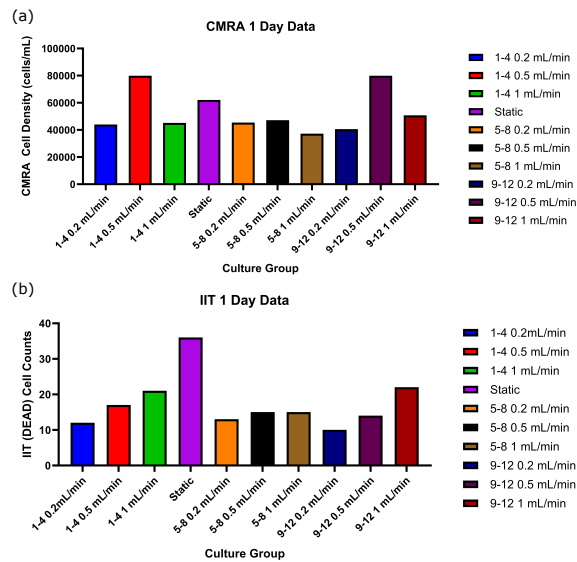 (a)
CMRA 1 Day Data
CMRA  Cell Density (cells/mL)
100000
80000
60000
40000
20000
0
1-4 0.2 mL/min
1-4 0.5 mL/min
1-4 1 mL/min
Static
5-8 0.2 mL/min
5-8 0.5 mL/min
5-8 1 mL/min
9-12 0.2 mL/min
9-12 0.5 mL/min
9-12 1 mL/min
Culture Group
1-4 0.2 mL/min
1-4 0.5 mL/min
1-4 1 mL/min
Static
5-8 0.2 mL/min
5-8 0.5 mL/min
5-8 1 mL/min
9-12 0.2 mL/min
9-12 0.5 mL/min
9-12 1 mL/min
(b)
IIT 1 Day Data
IIT (DEAD) Cell Counts
40
30
20
10
0
1-4 0.2mL/min
1-4 0.5 mL/min
1-4 1 mL/min
Static
5-8 0.2 mL/min
5-8 0.5 mL/min
5-8 1 mL/min
9-12 0.2 mL/min
9-12 0.5 mL/min
9-12 1 mL/min
Culture Group
1-4 0.2mL/min
1-4 0.5 mL/min
1-4 1 mL/min
Static
5-8 0.2 mL/min
5-8 0.5 mL/min
5-8 1 mL/min
9-12 0.2 mL/min
9-12 0.5 mL/min
9-12 1 mL/min